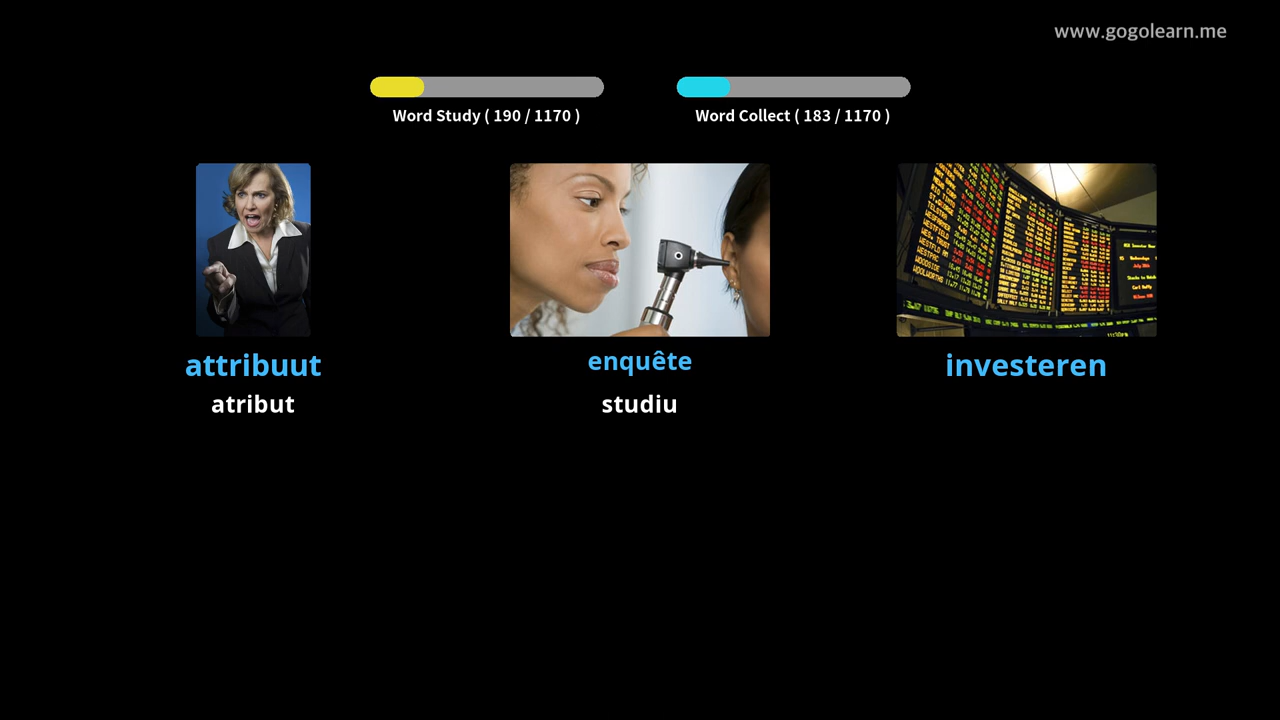 www.gogolearn.me
Word Study ( 190 / 1170 )
Word Collect ( 183 / 1170 )
attribuut
enquête
investeren
atribut
studiu